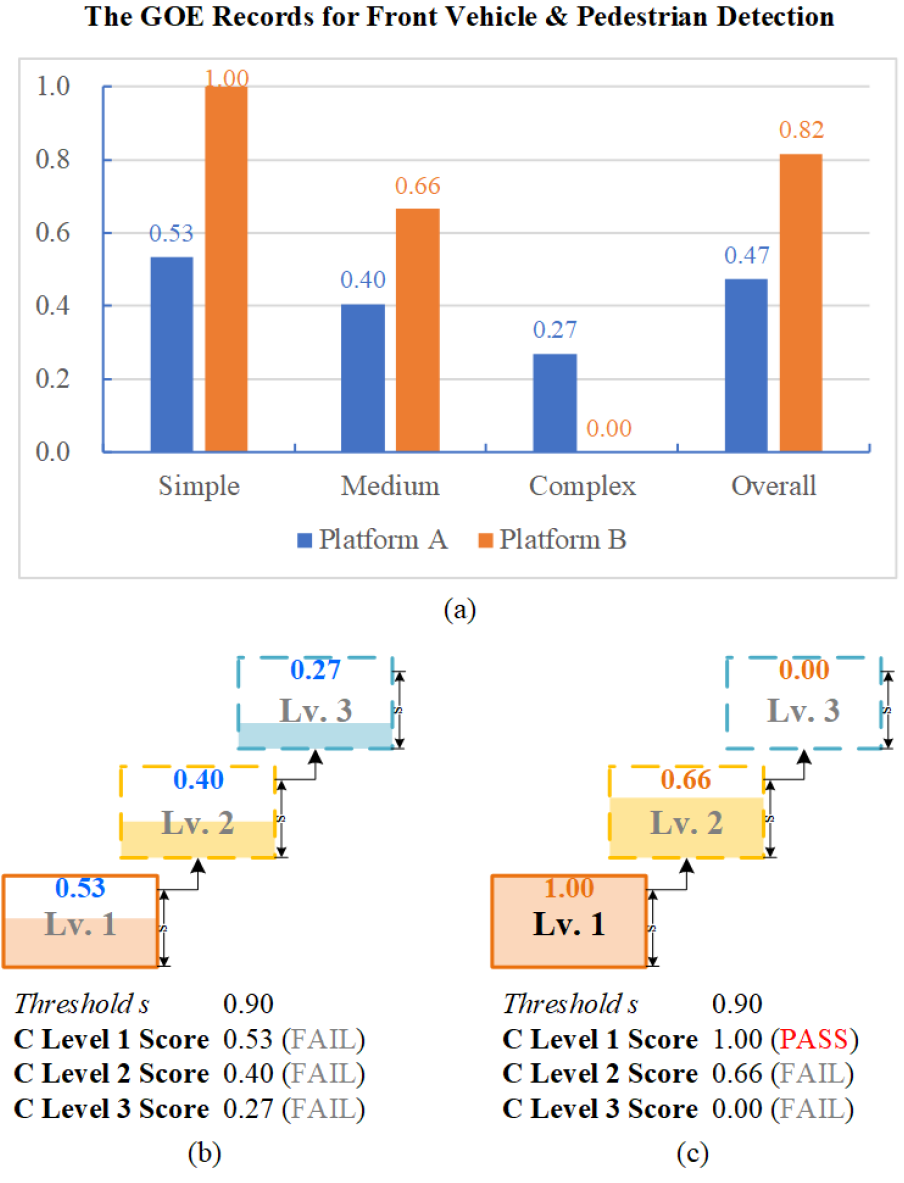 The GOE Records for Front Vehicle & Pedestrian Detection
1.0
0.8
0.6
0.4
0.2
0.0
0.53
1.00
0.40
0.66
0.27
0.00
0.47
0.82
Simple
Medium
Complex
Overall
Platform A
Platform B
(a)
0.27
Lv. 3
s
0.40
Lv. 2
s
0.53
Lv. 1
s
Threshold s 0.90
C Level 1 Score 0.53 (FAIL)
C Level 2 Score 0.40 (FAIL)
C Level 3 Score 0.27 (FAIL)
(b)
0.00
Lv. 3
s
0.66
Lv. 2
s
1.00
Lv. 1
s
Threshold s 0.90
C Level 1 Score 1.00 (PASS)
C Level 2 Score 0.66 (FAIL)
C Level 3 Score 0.00 (FAIL)
(c)